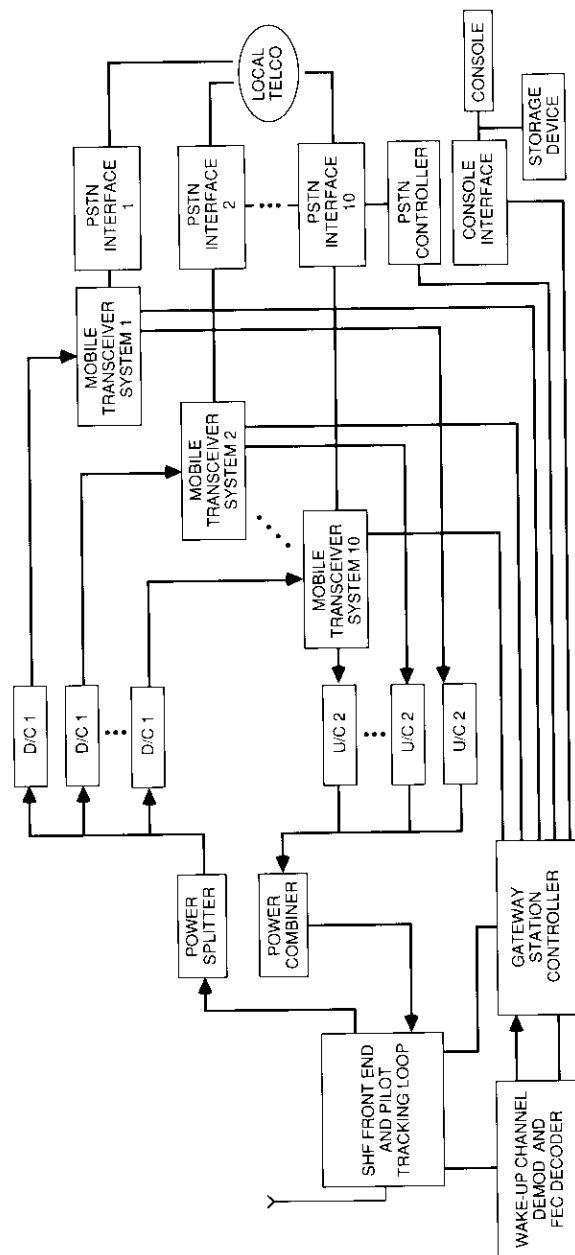 SHF FRONT END
AND PILOT
TRACKING LOOP
WAKE-UP CHANNEL
DEMOD AND
FEC DECODER
POWER
SPLITTER
POWER
COMBINER
GATEWAY
STATION
CONTROLLER
D/C 1
D/C 1
D/C 1
U/C 2
U/C 2
U/C 2
MOBILE
TRANSCEIVER
SYSTEM 1
MOBILE
TRANSCEIVER
SYSTEM 2
MOBILE
TRANSCEIVER
SYSTEM 10
PSTN
INTERFACE
1
PSTN
INTERFACE
2
PSTN
INTERFACE
10
PSTN
CONTROLLER
CONSOLE
INTERFACE
LOCAL
TELCO
CONSOLE
STORAGE
DEVICE